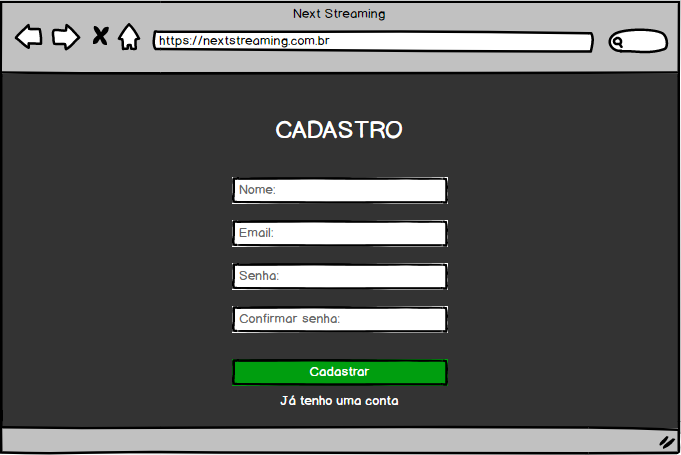 Next Streaming
https://nextstreaming.com.br
CADASTRO
Nome:
Email:
Senha:
Confirmar senha:
Cadastrar
Já tenho uma conta